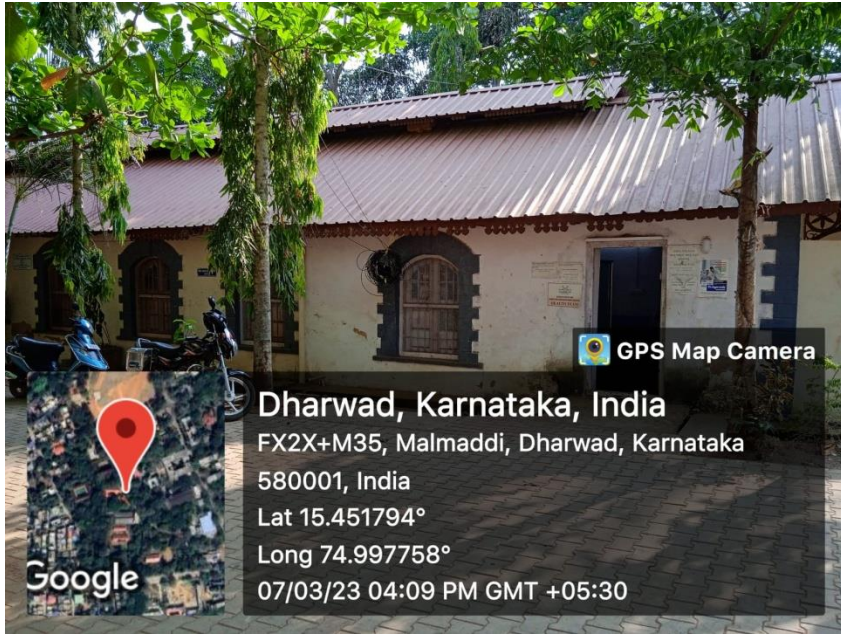 GPS Map Camera
Dharwad, Karnataka, India
FX2X+M35, Malmaddi, Dharwad, Karnataka
580001, India
Lat 15.451794°
Long 74.997758°
07/03/23 04:09 PM GMT +05:30
Google